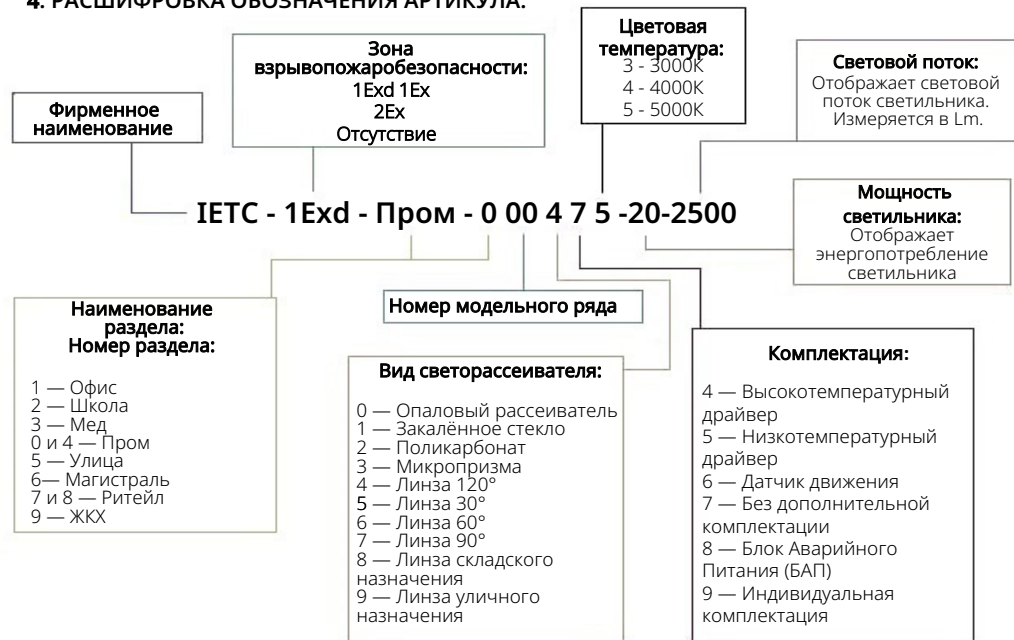 4. РАСШИФРОВКА ОБОЗНАЧЕНИЯ АРТИКУЛА:
Фирменное
наименование
Зона
взрывопожаробезопасности:
1Exd 1Ex
2Ex
Отсутствие
Цветовая
температура:
3 - 3000К
4 - 4000К
5 - 5000К
Световой поток:
Отображает световой
поток светильника.
Измеряется в Lm.
IETC - 1Exd - Пром - 0 00 4 7 5 -20-2500
Мощность
светильника:
Отображает
энергопотребление
светильника
Наименование
раздела:
Номер раздела:
1 — Офис
2 — Школа
3 — Мед
0 и 4 — Пром
5 — Улица
6— Магистраль
7 и 8 — Ритейл
9 — ЖКХ
Номер модельного ряда
Вид светорассеивателя:
0 — Опаловый рассеиватель
1 — Закалённое стекло
2 — Поликарбонат
3 — Микропризма
4 — Линза 120°
5 — Линза 30°
6 — Линза 60°
7 — Линза 90°
8 — Линза складского
назначения
9 — Линза уличного
назначения
Комплектация:
4 — Высокотемпературный
драйвер
5 — Низкотемпературный
драйвер
6 — Датчик движения
7 — Без дополнительной
комплектации
8 — Блок Аварийного
Питания (БАП)
9 — Индивидуальная
комплектация